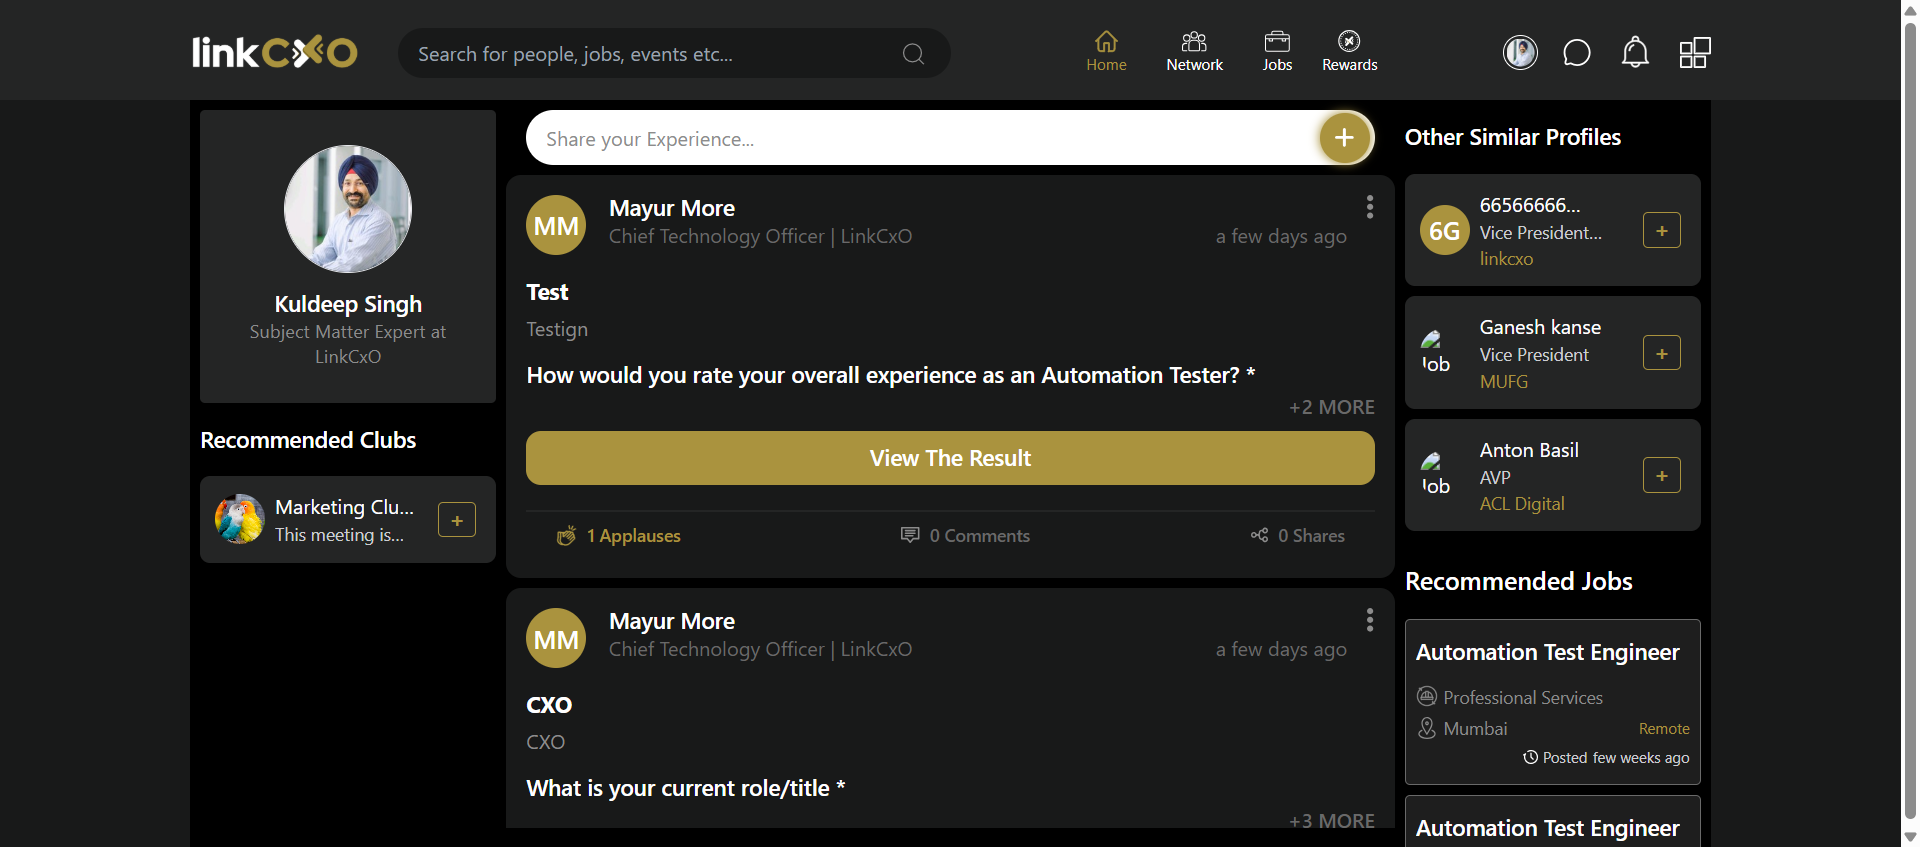 linkCXO
Search for people, jobs, events etc...
Home
Network
Jobs
Rewards
Kuldeep Singh
Subject Matter Expert at
LinkCxO
Recommended Clubs
Marketing Clu...
This meeting is...
+
Share your Experience...
+
MM
Mayur More
Chief Technology Officer | LinkCxO
a few days ago
Test
Testign
How would you rate your overall experience as an Automation Tester? *
+2 MORE
View The Result
1 Applauses
0 Comments
0 Shares
MM
Mayur More
Chief Technology Officer | LinkCxO
a few days ago
CXO
CXO
What is your current role/title *
+3 MORE
Other Similar Profiles
6G
66566666...
Vice President...
linkcxo
+
Job
Ganesh kanse
Vice President
MUFG
+
Job
Anton Basil
AVP
ACL Digital
+
Recommended Jobs
Automation Test Engineer
Professional Services
Mumbai
Remote
Posted few weeks ago
Automation Test Engineer